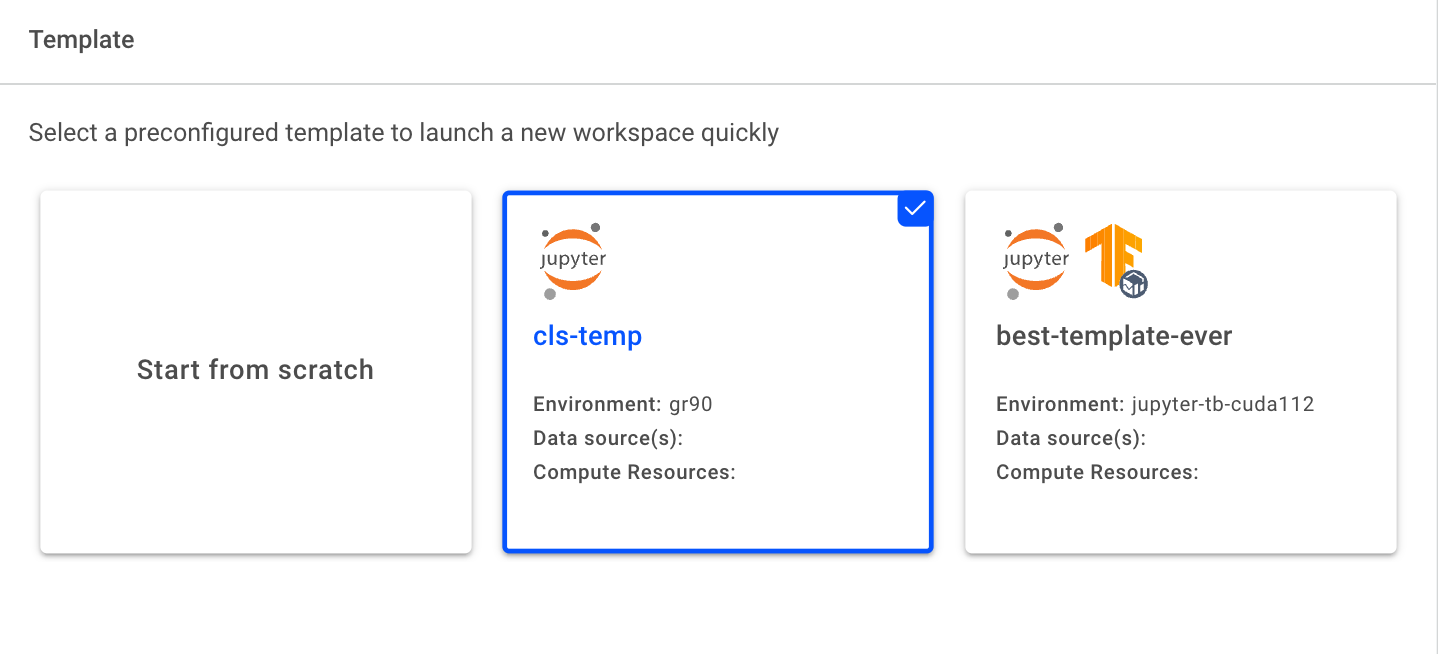 Template
Select a preconfigured template to launch a new workspace quickly
Start from scratch
jupyter
cls-temp
Environment: gr90
Data source(s):
Compute Resources:
jupyter
best-template-ever
Environment: jupyter-tb-cuda112
Data source(s):
Compute Resources: